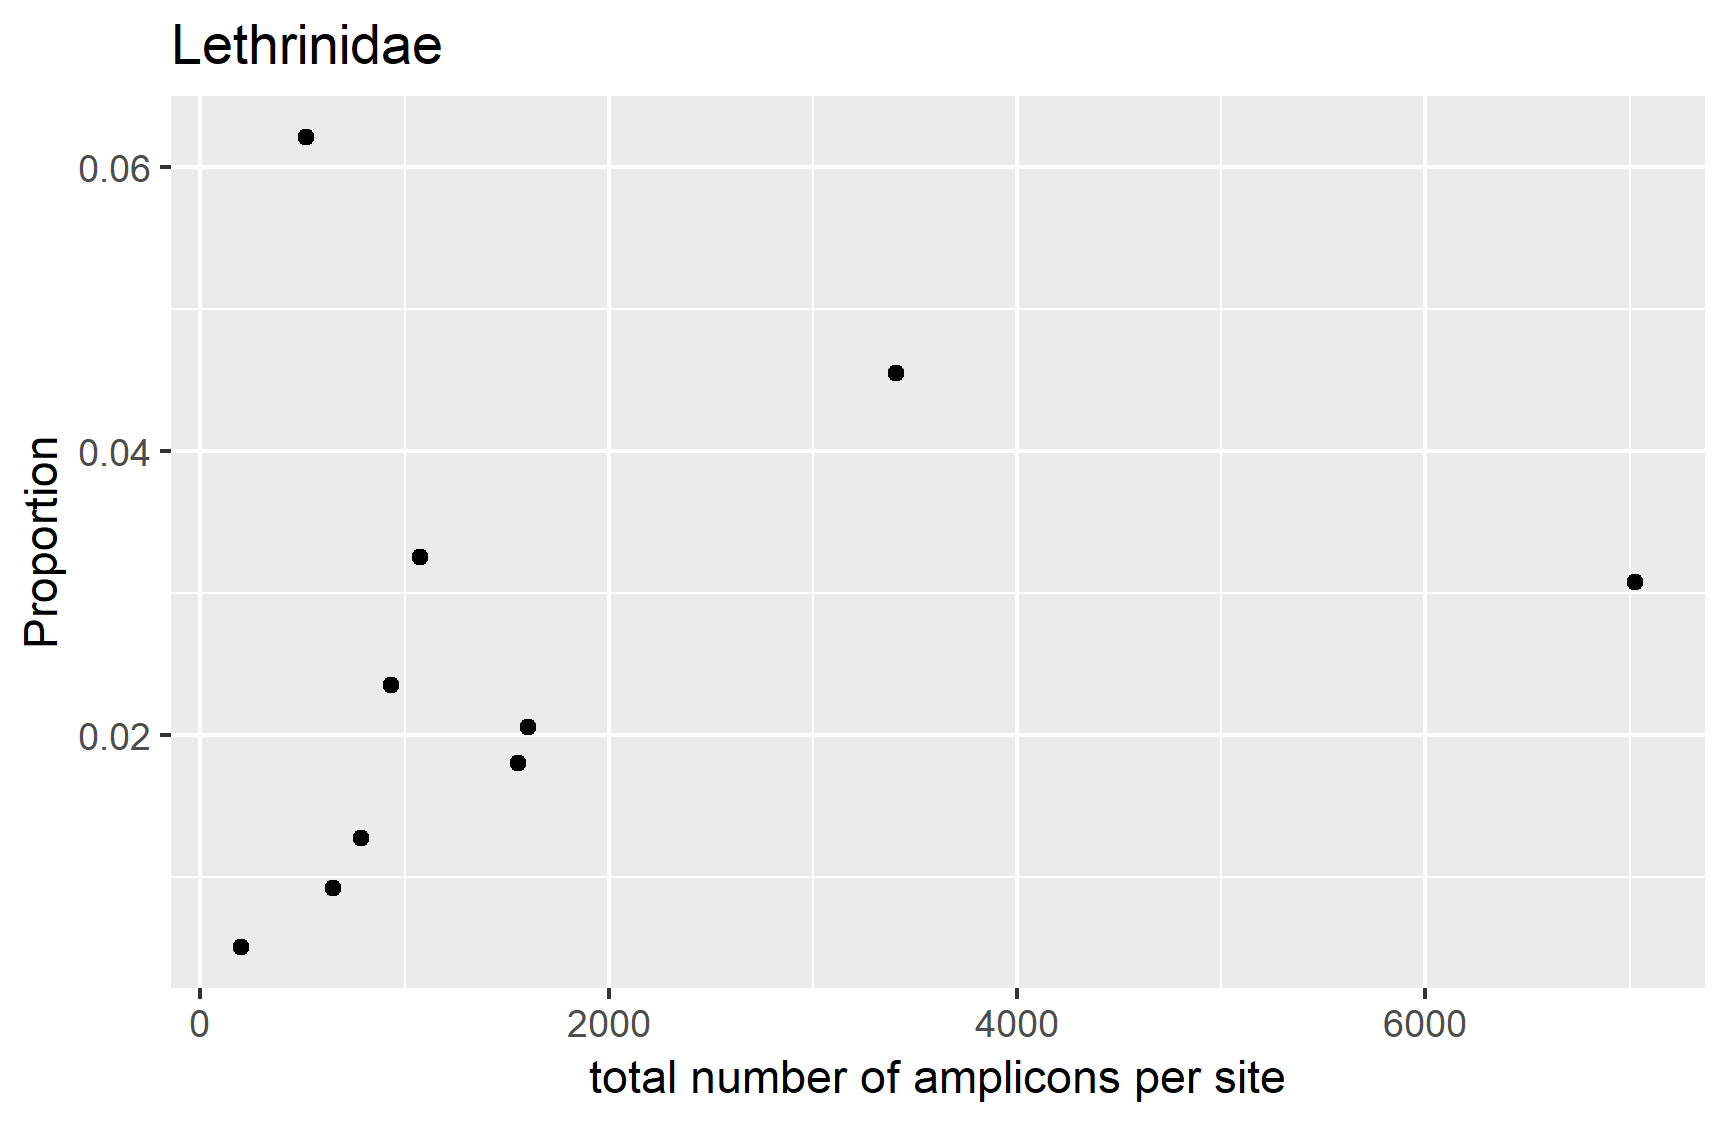 Lethrinidae
0.06
0.04
0.02
Proportion
0 2000 4000 6000
total number of amplicons per site